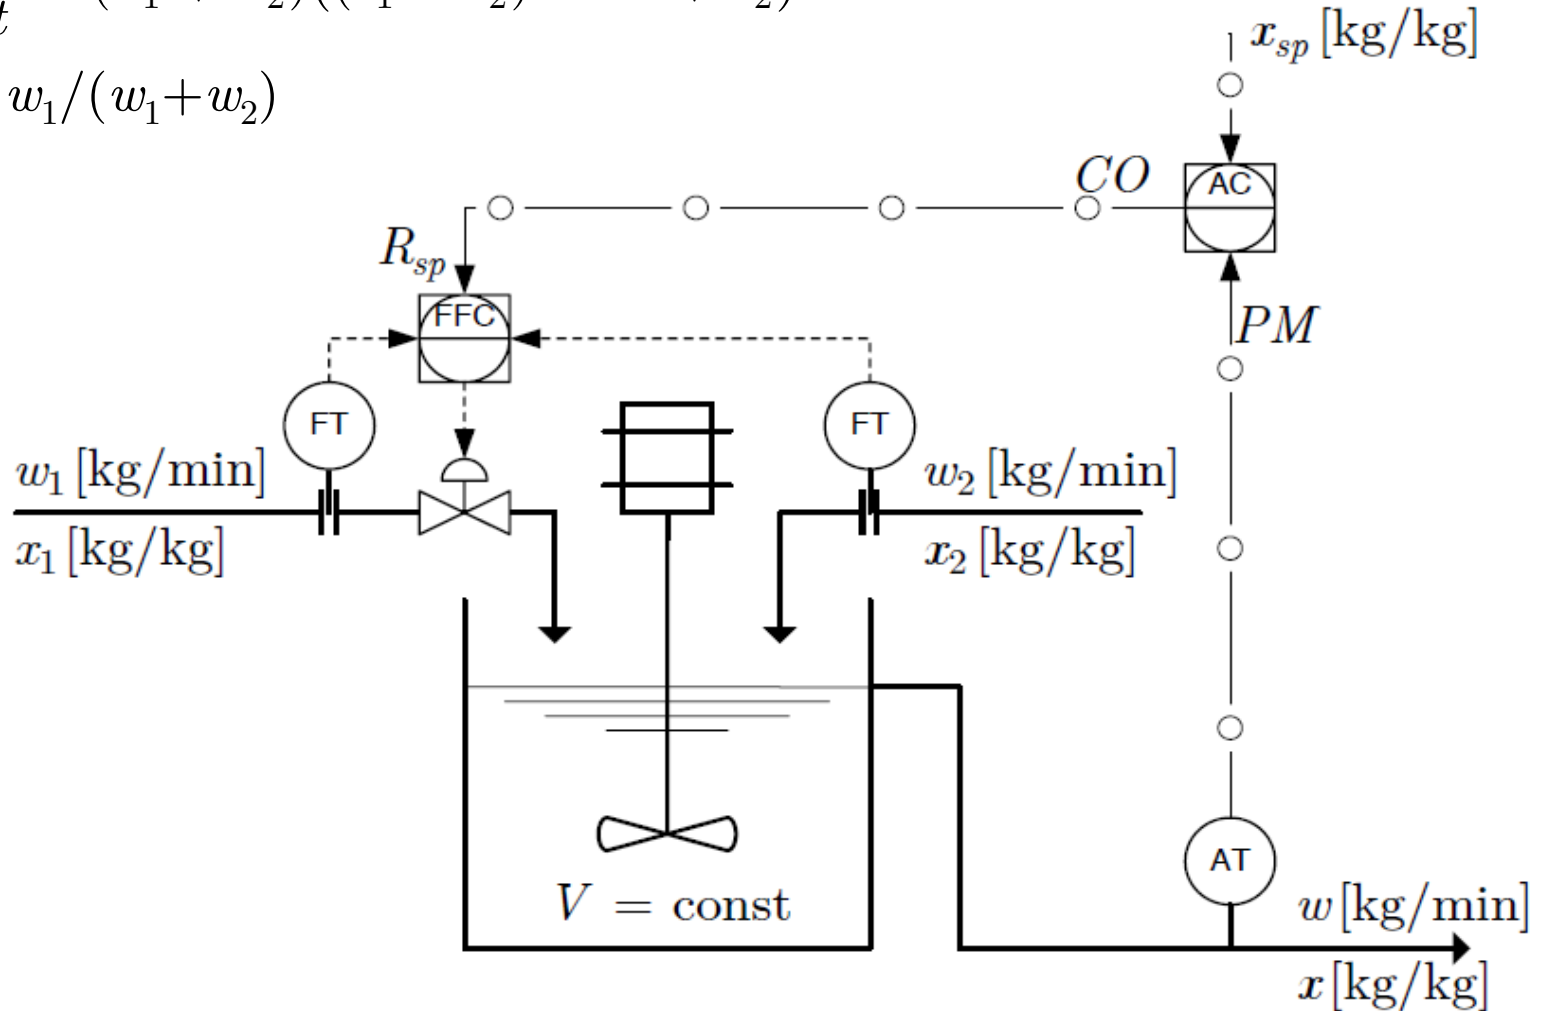 w₁/(w₁+w₂)
x_sp [kg/kg]
CO
AC
R_sp
FFC
PM
FT
FT
w₁ [kg/min]
w₂ [kg/min]
x₁ [kg/kg]
x₂ [kg/kg]
AT
V = const
w [kg/min]
x [kg/kg]